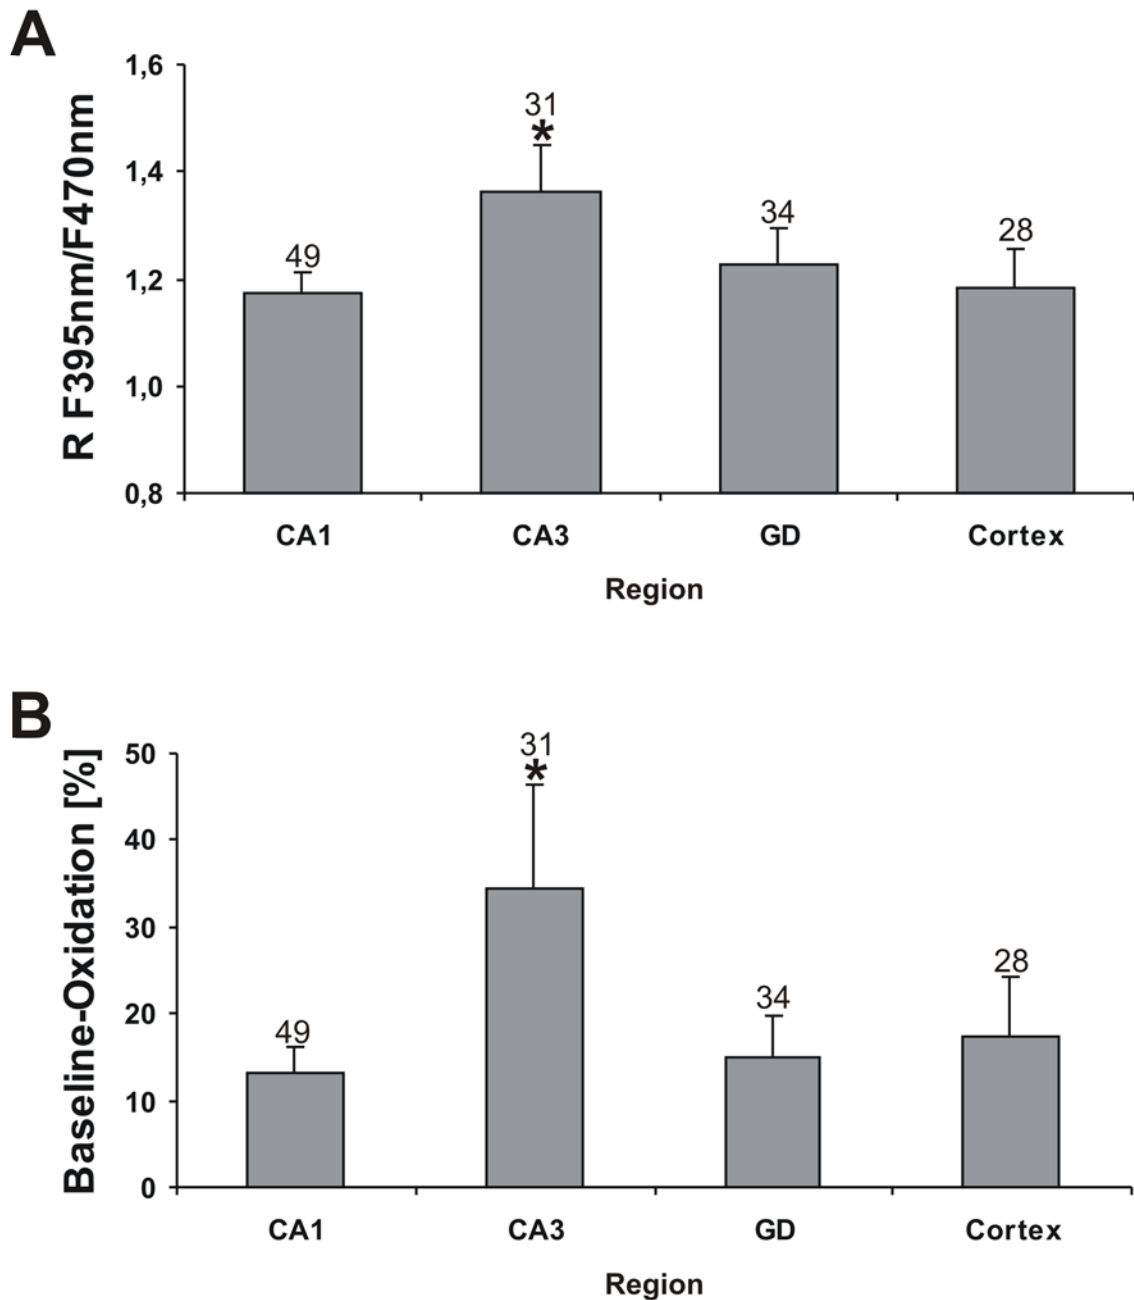 A
R F395nm/F470nm
1,6
1,4
1,2
1,0
0,8
49
31
*
34
28
CA1 CA3 GD Cortex
Region
B
Baseline-Oxidation [%]
50
40
30
20
10
0
49
31
*
34
28
CA1 CA3 GD Cortex
Region